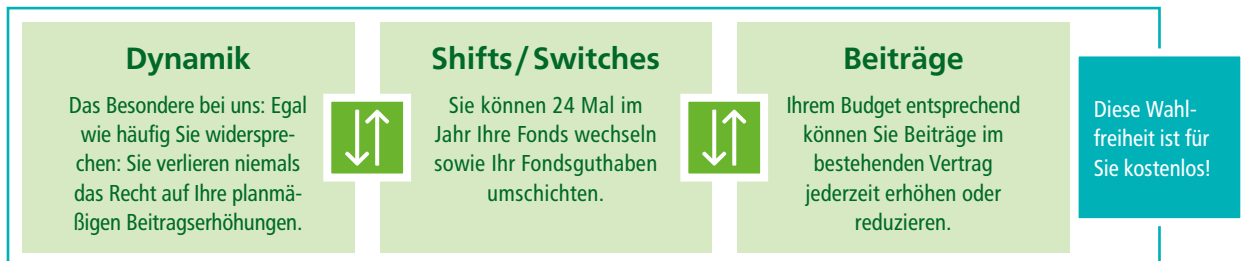 Dynamik
Das Besondere bei uns: Egal
wie häufig Sie widerspre-
chen: Sie verlieren niemals
das Recht auf Ihre planmä-
ßigen Beitragserhöhungen.
Shifts / Switches
Sie können 24 Mal im
Jahr Ihre Fonds wechseln
sowie Ihr Fondsguthaben
umschichten.
Beiträge
Ihrem Budget entsprechend
können Sie Beiträge im
bestehenden Vertrag
jederzeit erhöhen oder
reduzieren.
Diese Wahl-
freiheit ist für
Sie kostenlos!